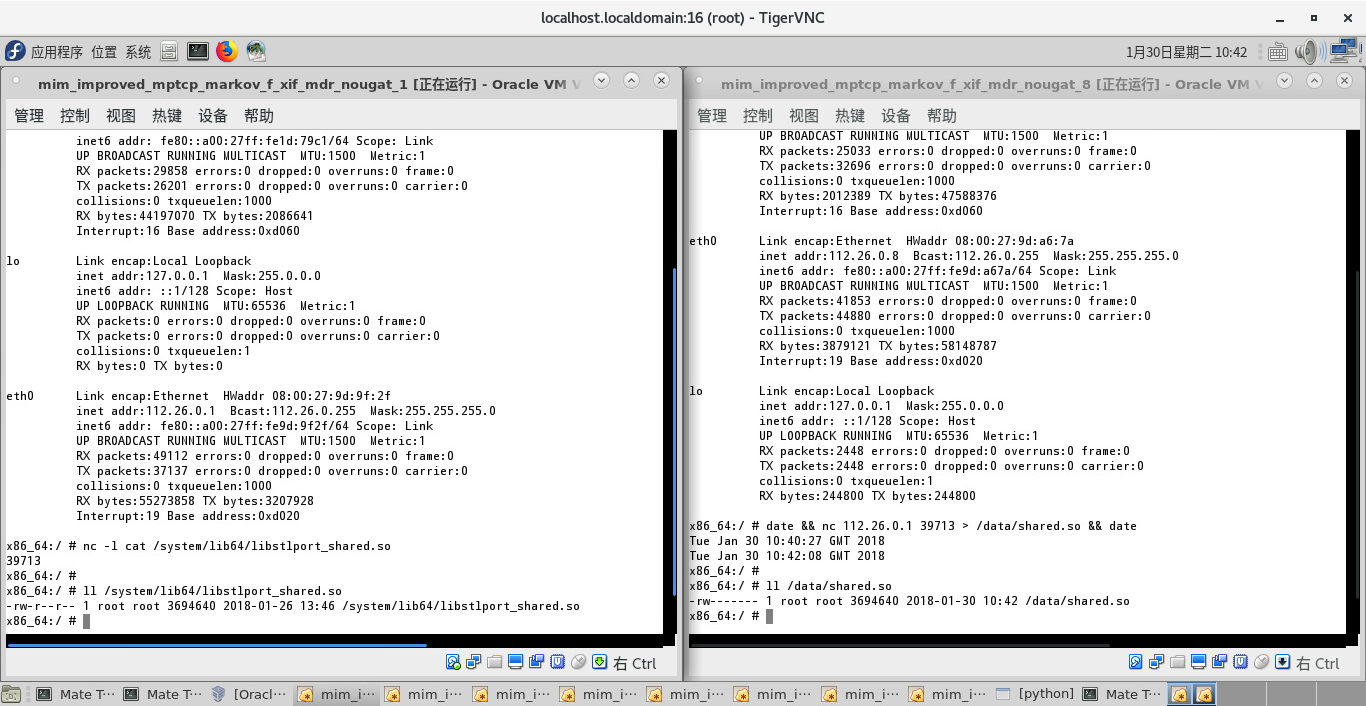 localhost.localdomain:16 (root) - TigerVNC
应用程序 位置 系统
1月30日星期二 10:42
mim_improved_mptcp_markov_f_xif_mdr_nougat_1 [正在运行] - Oracle VM V
管理 控制 视图 热键 设备 帮助
inet6 addr: fe80::a00:27ff:fe1d:79c1/64 Scope: Link
UP BROADCAST RUNNING MULTICAST  MTU:1500  Metric:1
RX packets:29858 errors:0 dropped:0 overruns:0 frame:0
TX packets:26201 errors:0 dropped:0 overruns:0 carrier:0
collisions:0 txqueuelen:1000
RX bytes:44197070 TX bytes:2086641
Interrupt:16 Base address:0xd060
lo        Link encap:Local Loopback
inet addr:127.0.0.1  Mask:255.0.0.0
inet6 addr: ::1/128 Scope: Host
UP LOOPBACK RUNNING  MTU:65536  Metric:1
RX packets:0 errors:0 dropped:0 overruns:0 frame:0
TX packets:0 errors:0 dropped:0 overruns:0 carrier:0
collisions:0 txqueuelen:1
RX bytes:0 TX bytes:0
eth0      Link encap:Ethernet  HWaddr 08:00:27:9d:9f:2f
inet addr:112.26.0.1  Bcast:112.26.0.255  Mask:255.255.255.0
inet6 addr: fe80::a00:27ff:fe9d:9f2f/64 Scope: Link
UP BROADCAST RUNNING MULTICAST  MTU:1500  Metric:1
RX packets:49112 errors:0 dropped:0 overruns:0 frame:0
TX packets:37137 errors:0 dropped:0 overruns:0 carrier:0
collisions:0 txqueuelen:1000
RX bytes:55273858 TX bytes:3207928
Interrupt:19 Base address:0xd020
x86_64:/ # nc -l cat /system/lib64/libstlport_shared.so
39713
x86_64:/ #
x86_64:/ # ll /system/lib64/libstlport_shared.so
-rw-r--r-- 1 root root 3694640 2018-01-26 13:46 /system/lib64/libstlport_shared.so
x86_64:/ #
右 Ctrl
mim_improved_mptcp_markov_f_xif_mdr_nougat_8 [正在运行] - Oracle VM V
管理 控制 视图 热键 设备 帮助
UP BROADCAST RUNNING MULTICAST  MTU:1500  Metric:1
RX packets:25033 errors:0 dropped:0 overruns:0 frame:0
TX packets:32696 errors:0 dropped:0 overruns:0 carrier:0
collisions:0 txqueuelen:1000
RX bytes:2012389 TX bytes:47588376
Interrupt:16 Base address:0xd060
eth0      Link encap:Ethernet  HWaddr 08:00:27:9d:a6:7a
inet addr:112.26.0.8  Bcast:112.26.0.255  Mask:255.255.255.0
inet6 addr: fe80::a00:27ff:fe9d:a67a/64 Scope: Link
UP BROADCAST RUNNING MULTICAST  MTU:1500  Metric:1
RX packets:41853 errors:0 dropped:0 overruns:0 frame:0
TX packets:44880 errors:0 dropped:0 overruns:0 carrier:0
collisions:0 txqueuelen:1000
RX bytes:3879121 TX bytes:58148787
Interrupt:19 Base address:0xd020
lo        Link encap:Local Loopback
inet addr:127.0.0.1  Mask:255.0.0.0
inet6 addr: ::1/128 Scope: Host
UP LOOPBACK RUNNING  MTU:65536  Metric:1
RX packets:2448 errors:0 dropped:0 overruns:0 frame:0
TX packets:2448 errors:0 dropped:0 overruns:0 carrier:0
collisions:0 txqueuelen:1
RX bytes:244800 TX bytes:244800
x86_64:/ # date && nc 112.26.0.1 39713 > /data/shared.so && date
Tue Jan 30 10:40:27 GMT 2018
Tue Jan 30 10:42:08 GMT 2018
x86_64:/ #
x86_64:/ # ll /data/shared.so
-rw------- 1 root root 3694640 2018-01-30 10:42 /data/shared.so
x86_64:/ #
右 Ctrl
Mate T··· Mate T··· [Oracl··· mim_i··· mim_i··· mim_i··· mim_i··· mim_i··· mim_i··· mim_i··· mim_i··· [python] Mate T···